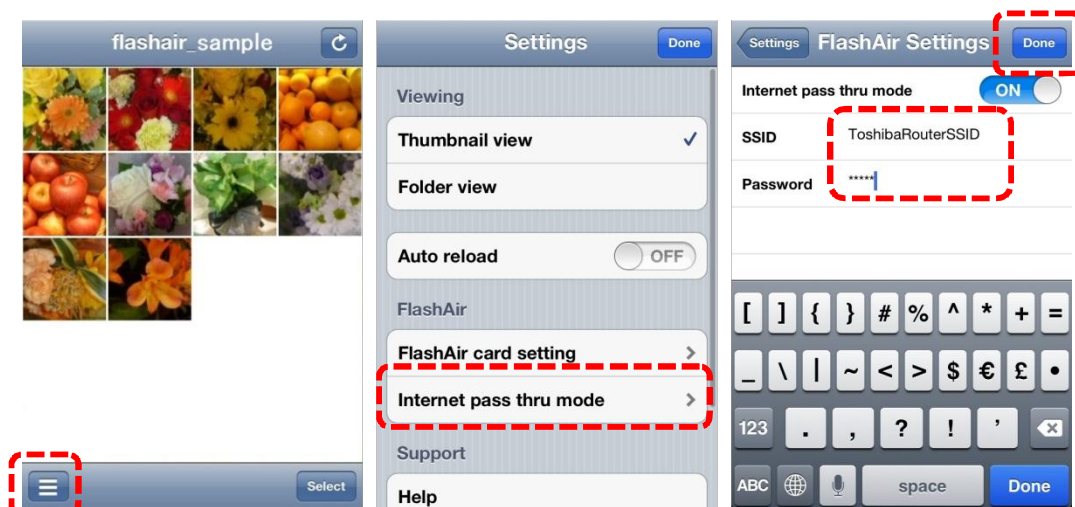 flashair_sample
Select
Settings
Done
Viewing
Thumbnail view
Folder view
Auto reload
OFF
FlashAir
FlashAir card setting
Internet pass thru mode
Support
Help
Settings
FlashAir Settings
Done
Internet pass thru mode
ON
SSID
ToshibaRouterSSID
Password
*****
[ ] { } # % ^ * + =
_ \ | ~ < > $ € £ •
123 . , ? ! '
ABC space Done